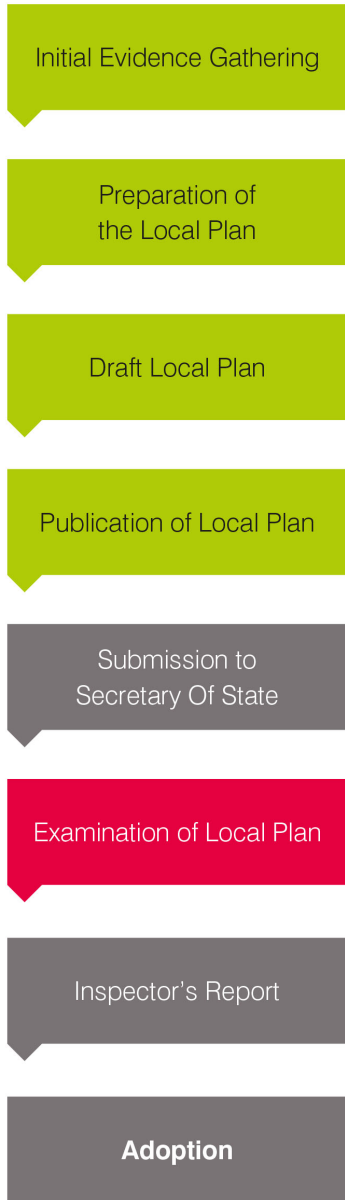 Initial Evidence Gathering
Preparation of
the Local Plan
Draft Local Plan
Publication of Local Plan
Submission to
Secretary Of State
Examination of Local Plan
Inspector’s Report
Adoption